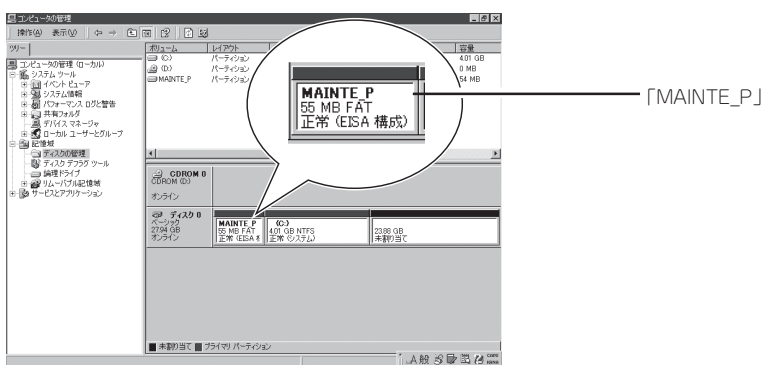 コンピュータの管理
操作(A) 表示(V)
ツリー
コンピュータの管理 (ローカル)
システム ツール
イベント ビューア
システム情報
パフォーマンス ログと警告
共有フォルダ
デバイス マネージャ
ローカル ユーザーとグループ
記憶域
ディスクの管理
ディスク デフラグ ツール
論理ドライブ
リムーバブル記憶域
サービスとアプリケーション
ボリューム レイアウト 容量
(C:) パーティション 4.01 GB
(D:) パーティション 0 MB
MAINTE_P パーティション 54 MB
MAINTE_P
55 MB FAT
正常 (EISA 構成)
「MAINTE_P」
CDROM 0
CDROM (D:)
オンライン
ディスク 0
ベーシック
27.94 GB
オンライン
MAINTE_P
55 MB FAT
正常 (EISA 構
(C:)
4.01 GB NTFS
正常 (システム)
23.88 GB
未割り当て
未割り当て プライマリ パーティション
A 般
CAPS
KANA